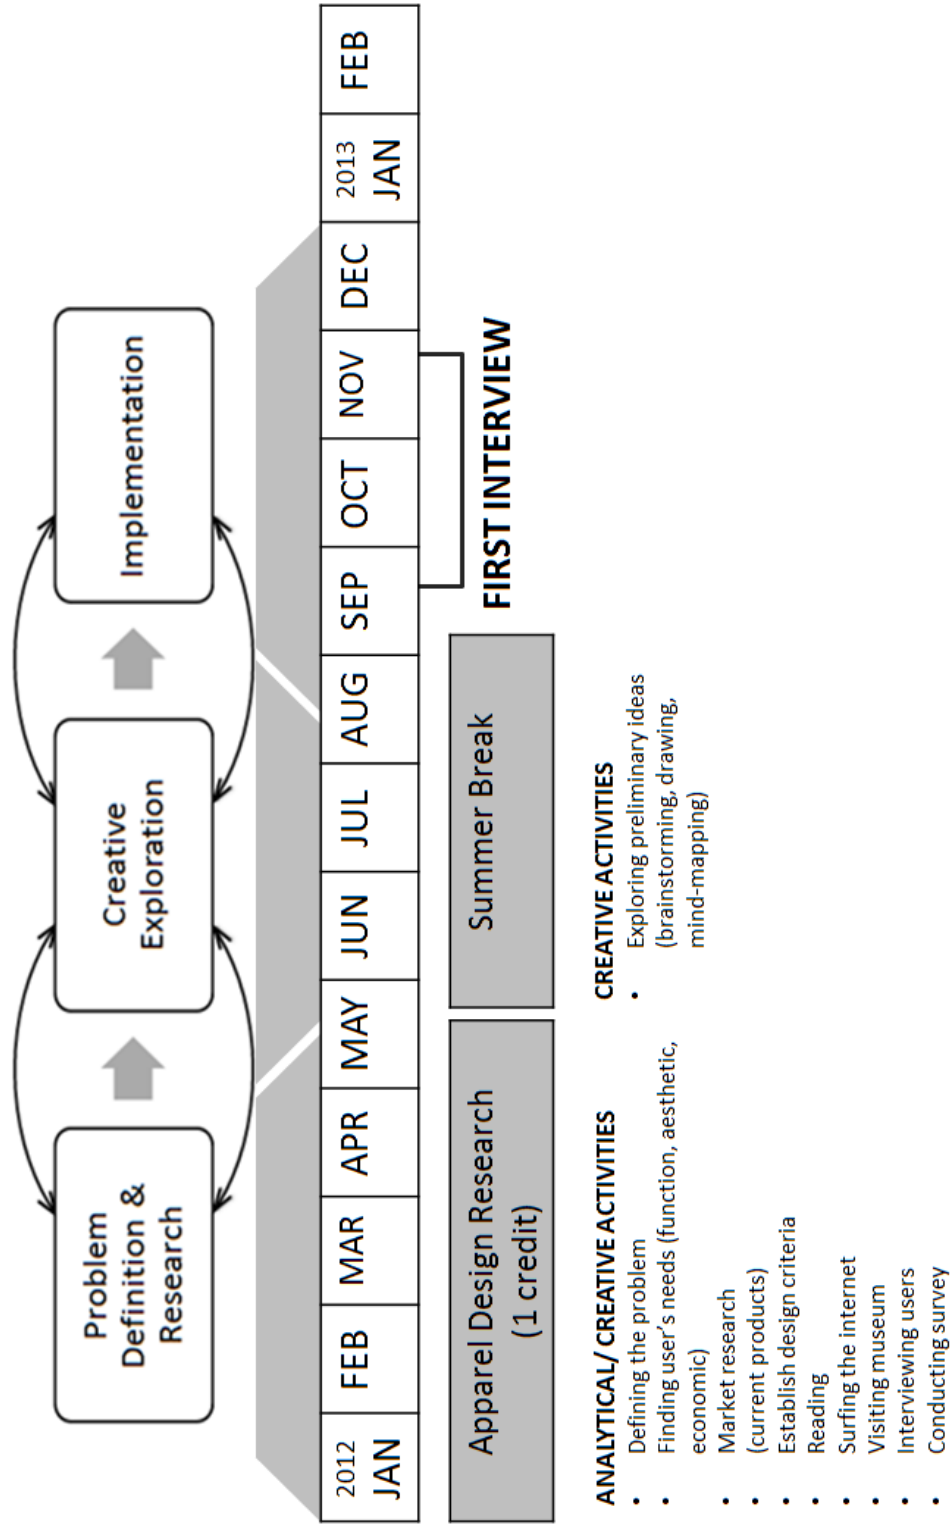 Problem
Definition &
Research
Creative
Exploration
Implementation
2012
JAN
FEB
MAR
APR
MAY
JUN
JUL
AUG
SEP
OCT
NOV
DEC
2013
JAN
FEB
Apparel Design Research
(1 credit)
Summer Break
FIRST INTERVIEW
ANALYTICAL/ CREATIVE ACTIVITIES
• Defining the problem
• Finding user's needs (function, aesthetic,
economic)
• Market research
• (current products)
• Establish design criteria
• Reading
• Surfing the internet
• Visiting museum
• Interviewing users
• Conducting survey
CREATIVE ACTIVITIES
• Exploring preliminary ideas
(brainstorming, drawing,
mind-mapping)